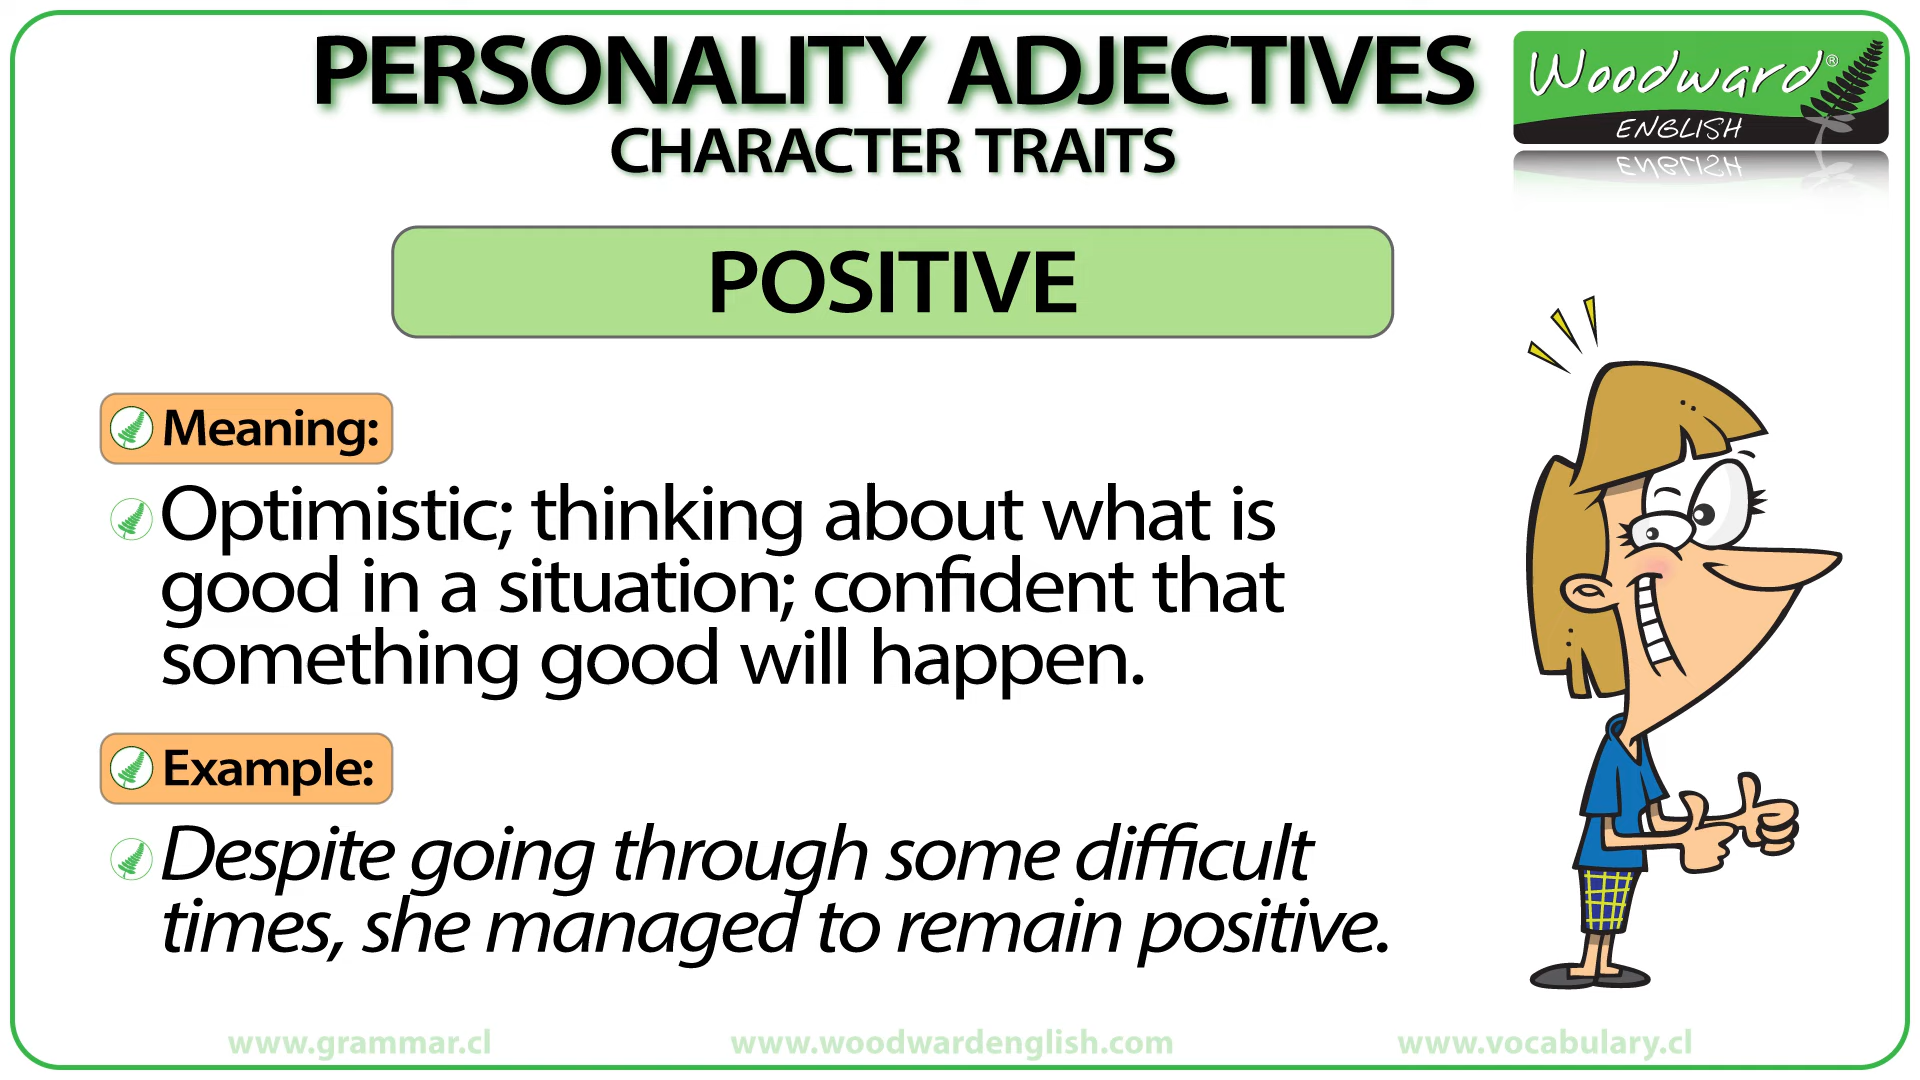 PERSONALITY ADJECTIVES
CHARACTER TRAITS
Woodward®
ENGLISH
POSITIVE
Meaning:
Optimistic; thinking about what is
good in a situation; confident that
something good will happen.
Example:
Despite going through some difficult
times, she managed to remain positive.
www.grammar.cl www.woodwardenglish.com www.vocabulary.cl